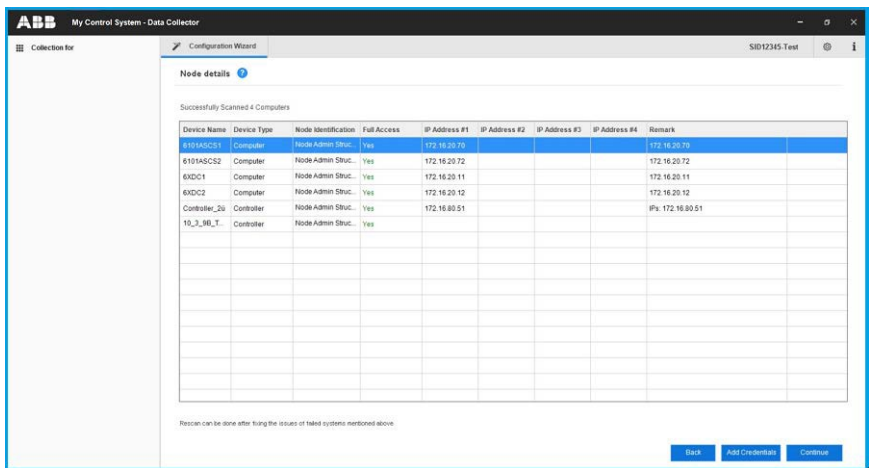 ABB My Control System - Data Collector
Collection for
Configuration Wizard
SID12345-Test
Node details ?
Successfully Scanned 4 Computers
Device Name Device Type Node Identification Full Access IP Address #1 IP Address #2 IP Address #3 IP Address #4 Remark
6101ASCS1 Computer Node Admin Struc... Yes 172.16.20.70 172.16.20.70
6101ASCS2 Computer Node Admin Struc... Yes 172.16.20.72 172.16.20.72
6XDC1 Computer Node Admin Struc... Yes 172.16.20.11 172.16.20.11
6XDC2 Computer Node Admin Struc... Yes 172.16.20.12 172.16.20.12
Controller_2ü Controller Node Admin Struc... Yes 172.16.80.51 IPs: 172.16.80.51
10_3_9B_T... Controller Node Admin Struc... Yes
Rescan can be done after fixing the issues of failed systems mentioned above.
Back Add Credentials Continue